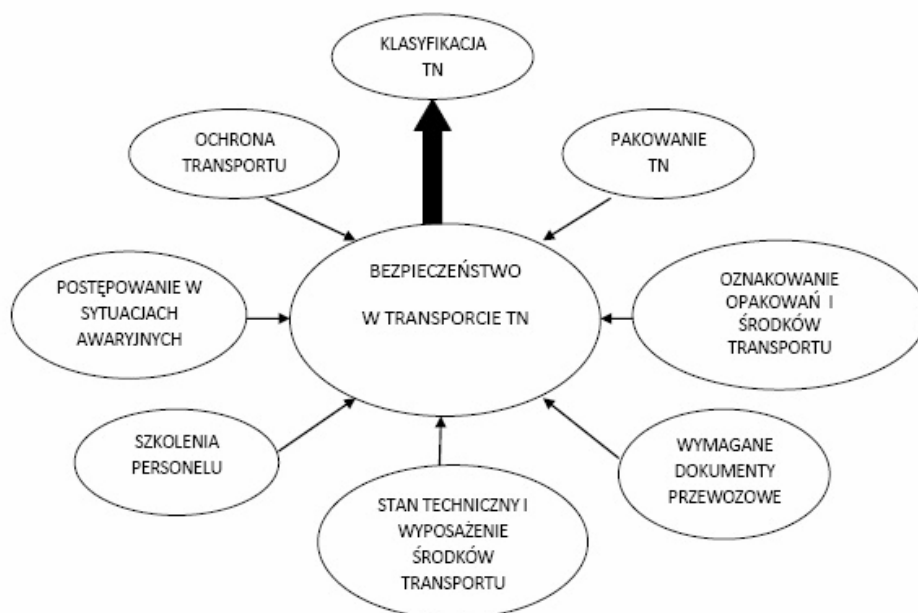 KLASYFIKACJA
TN
OCHRONA
TRANSPORTU
PAKOWANIE
TN
BEZPIECZEŃSTWO
W TRANSPORCIE TN
POSTĘPOWANIE W
SYTUACJACH
AWARYJNYCH
OZNAKOWANIE
OPAKOWAŃ I
ŚRODKÓW
TRANSPORTU
SZKOLENIA
PERSONELU
WYMAGANE
DOKUMENTY
PRZEWOZOWE
STAN TECHNICZNY I
WYPOSAŻENIE
ŚRODKÓW
TRANSPORTU